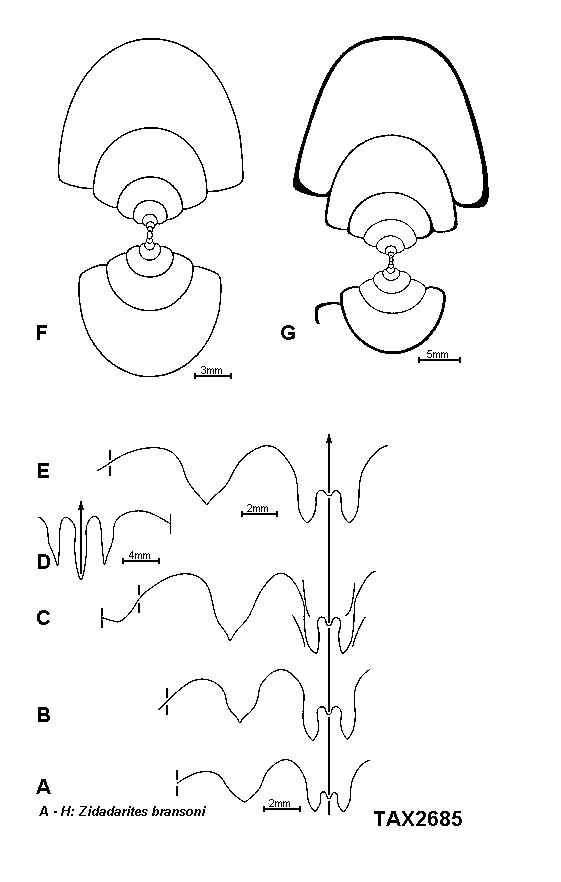 F
3mm
G
5mm
E
2mm
D
4mm
C
B
A
2mm
A - H: Zidadarites bransoni
TAX2685